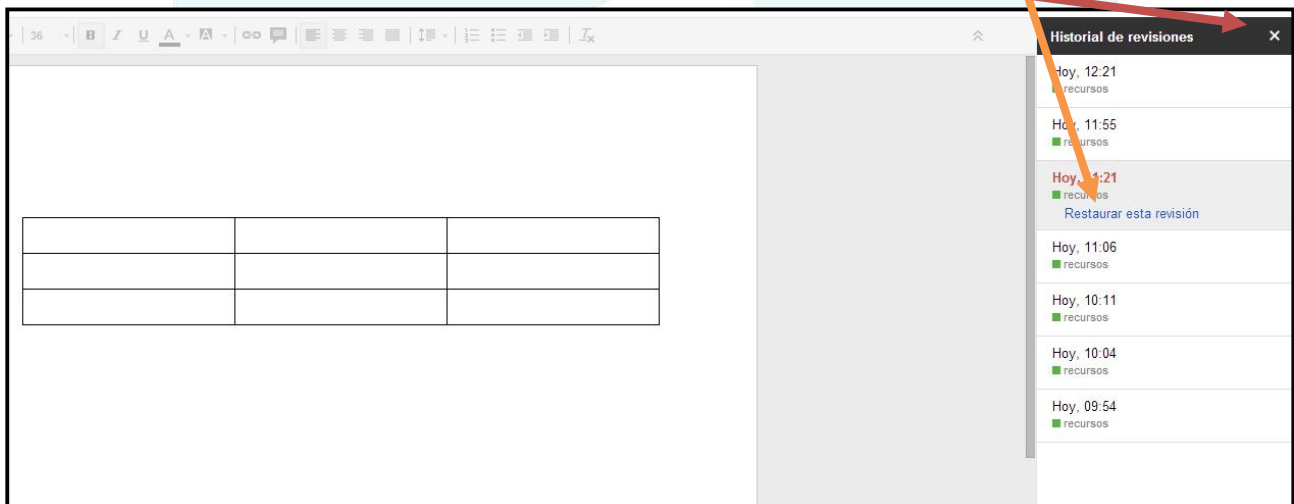 36 B I U A A
Historial de revisiones ×
Hoy, 12:21
recursos
Hoy, 11:55
recursos
Hoy, 11:21
recursos
Restaurar esta revisión
Hoy, 11:06
recursos
Hoy, 10:11
recursos
Hoy, 10:04
recursos
Hoy, 09:54
recursos